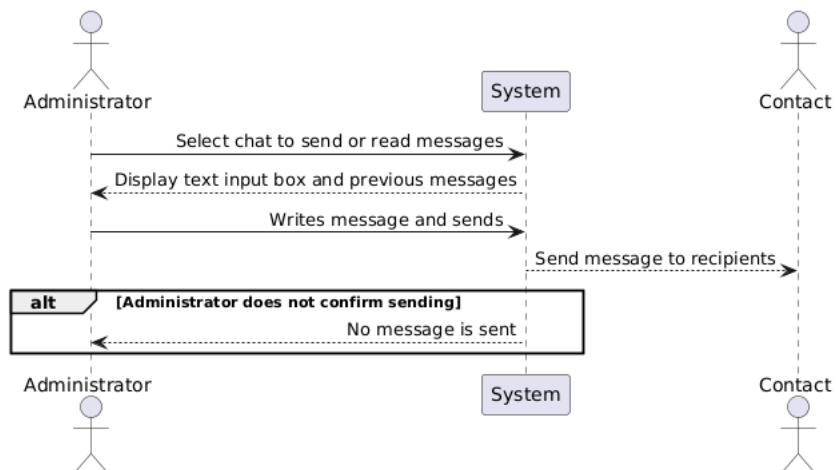 Administrator
System
Contact
Select chat to send or read messages
Display text input box and previous messages
Writes message and sends
Send message to recipients
alt [Administrator does not confirm sending]
No message is sent
Administrator
System
Contact